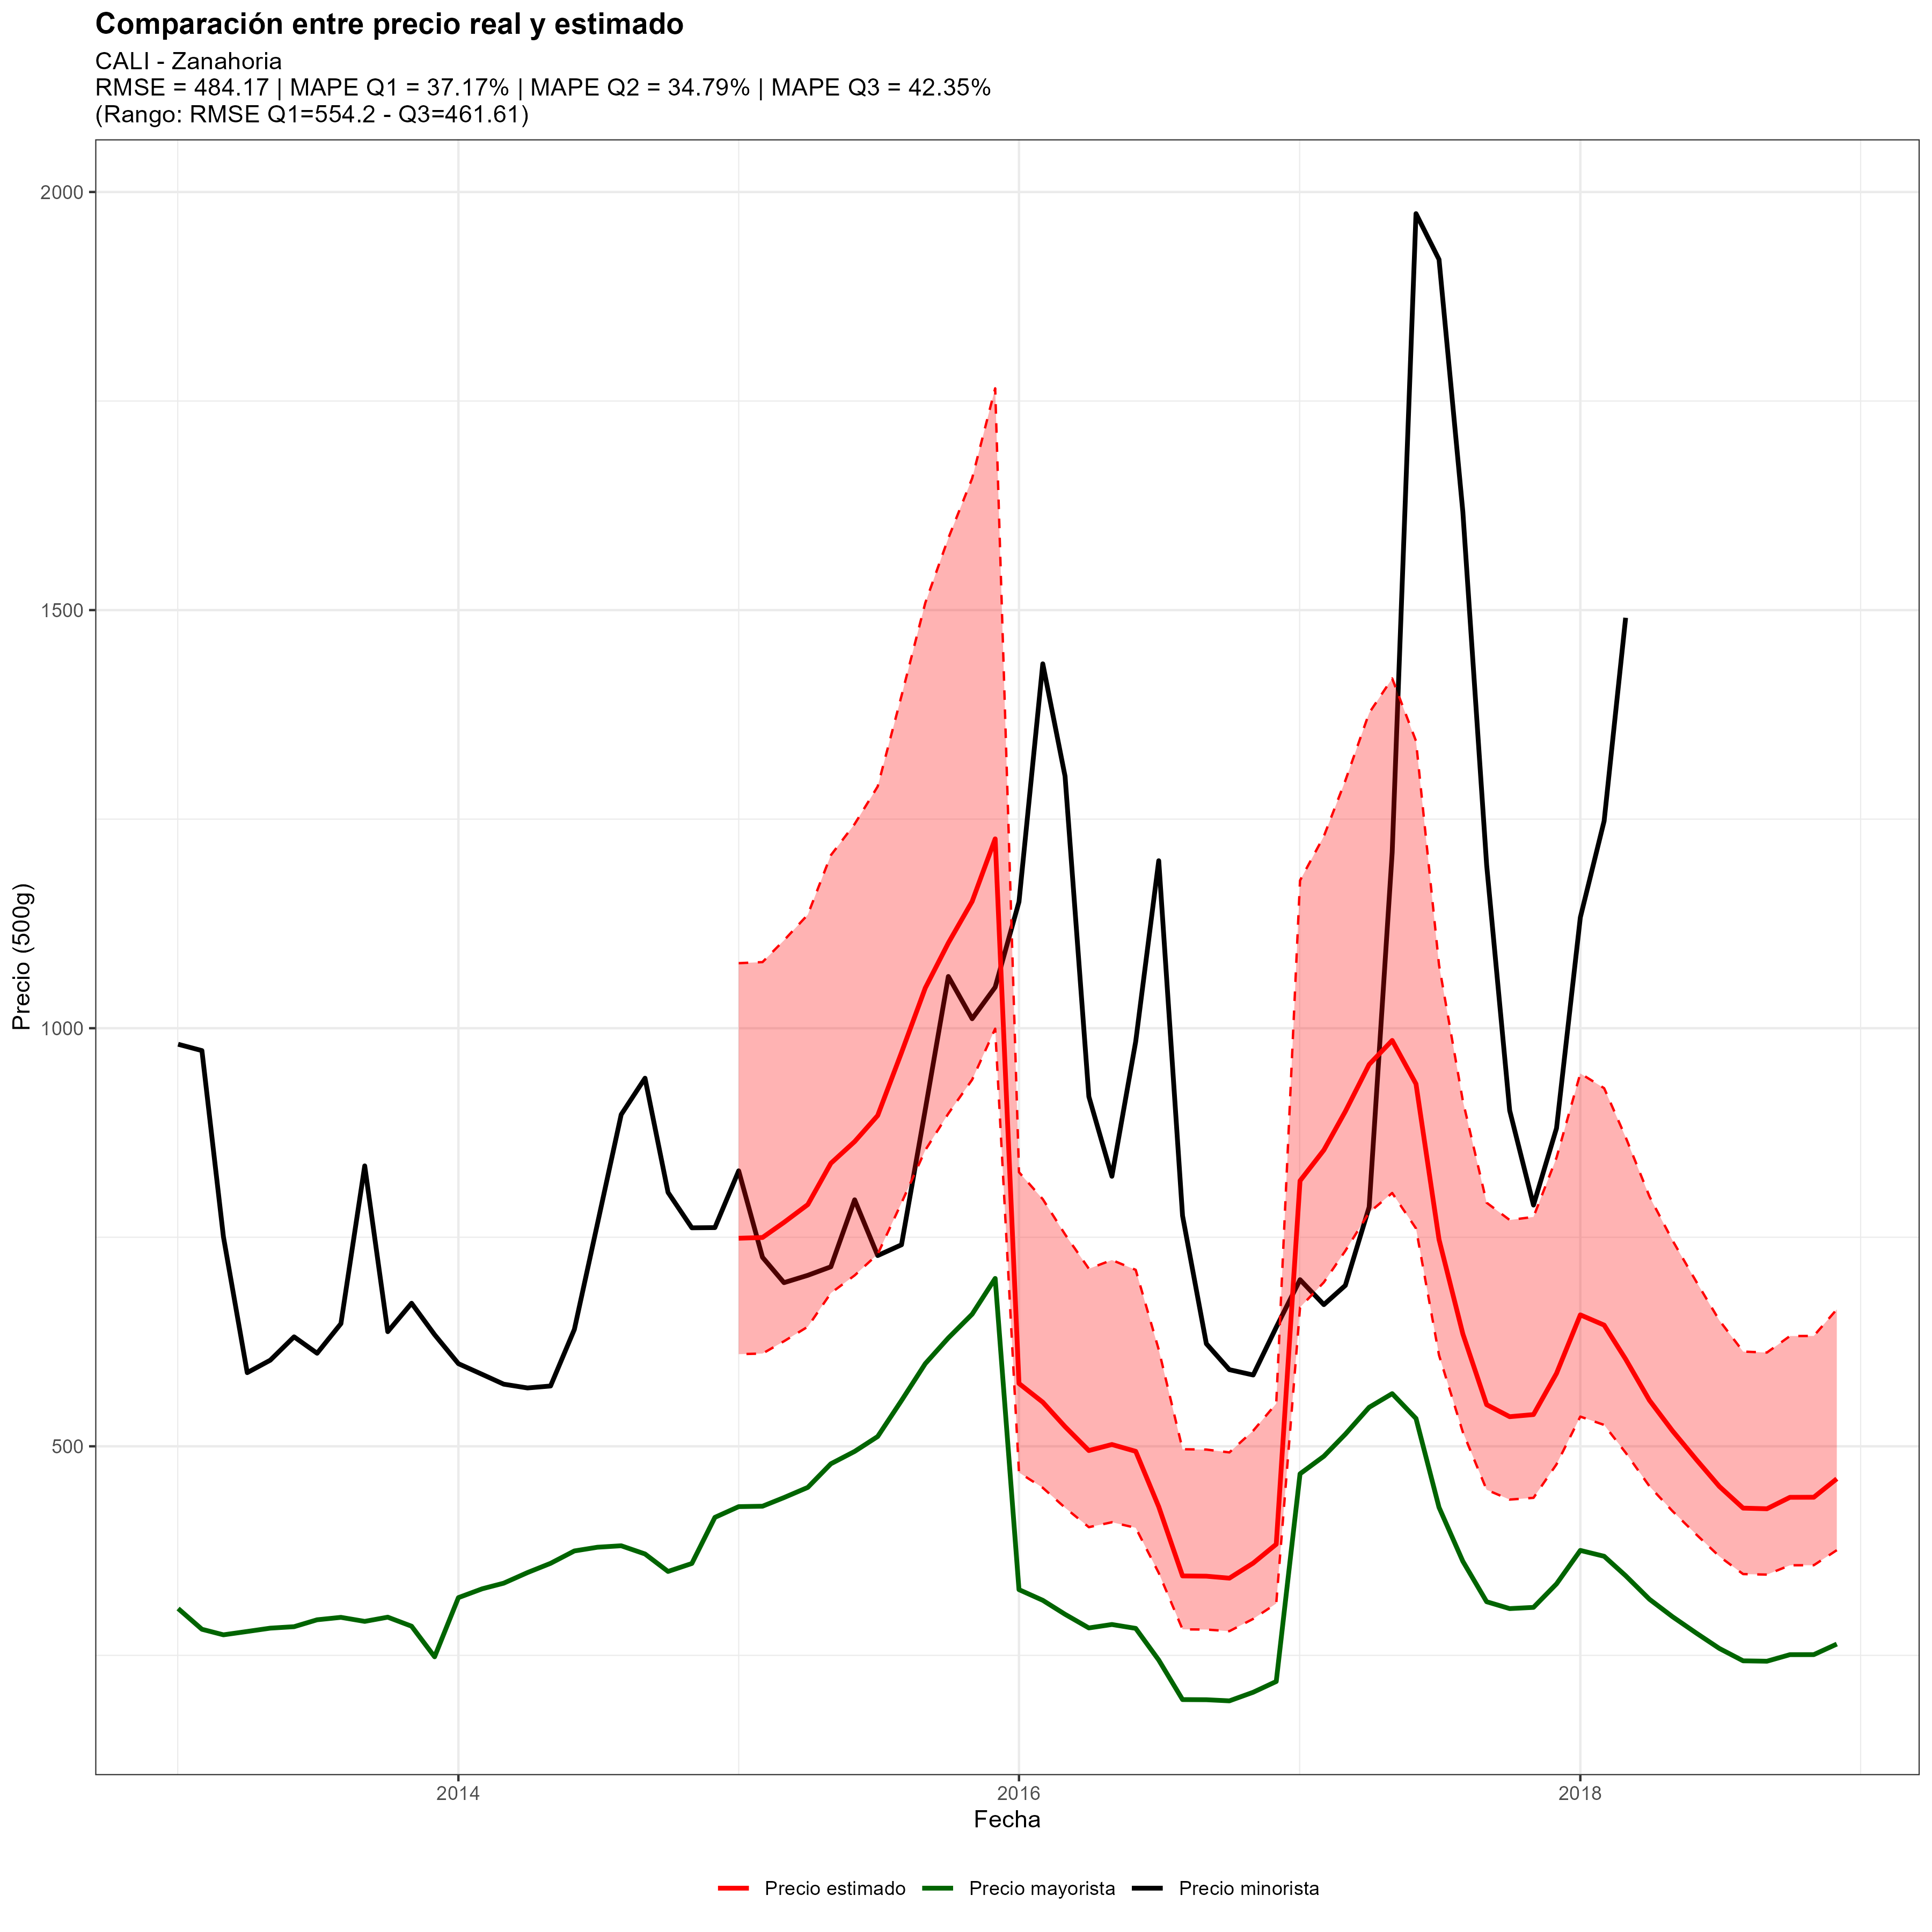 Comparación entre precio real y estimado
CALI - Zanahoria
RMSE = 484.17 | MAPE Q1 = 37.17% | MAPE Q2 = 34.79% | MAPE Q3 = 42.35%
(Rango: RMSE Q1=554.2 - Q3=461.61)
2000
1500
1000
500
Precio (500g)
2014
2016
2018
Fecha
Precio estimado
Precio mayorista
Precio minorista